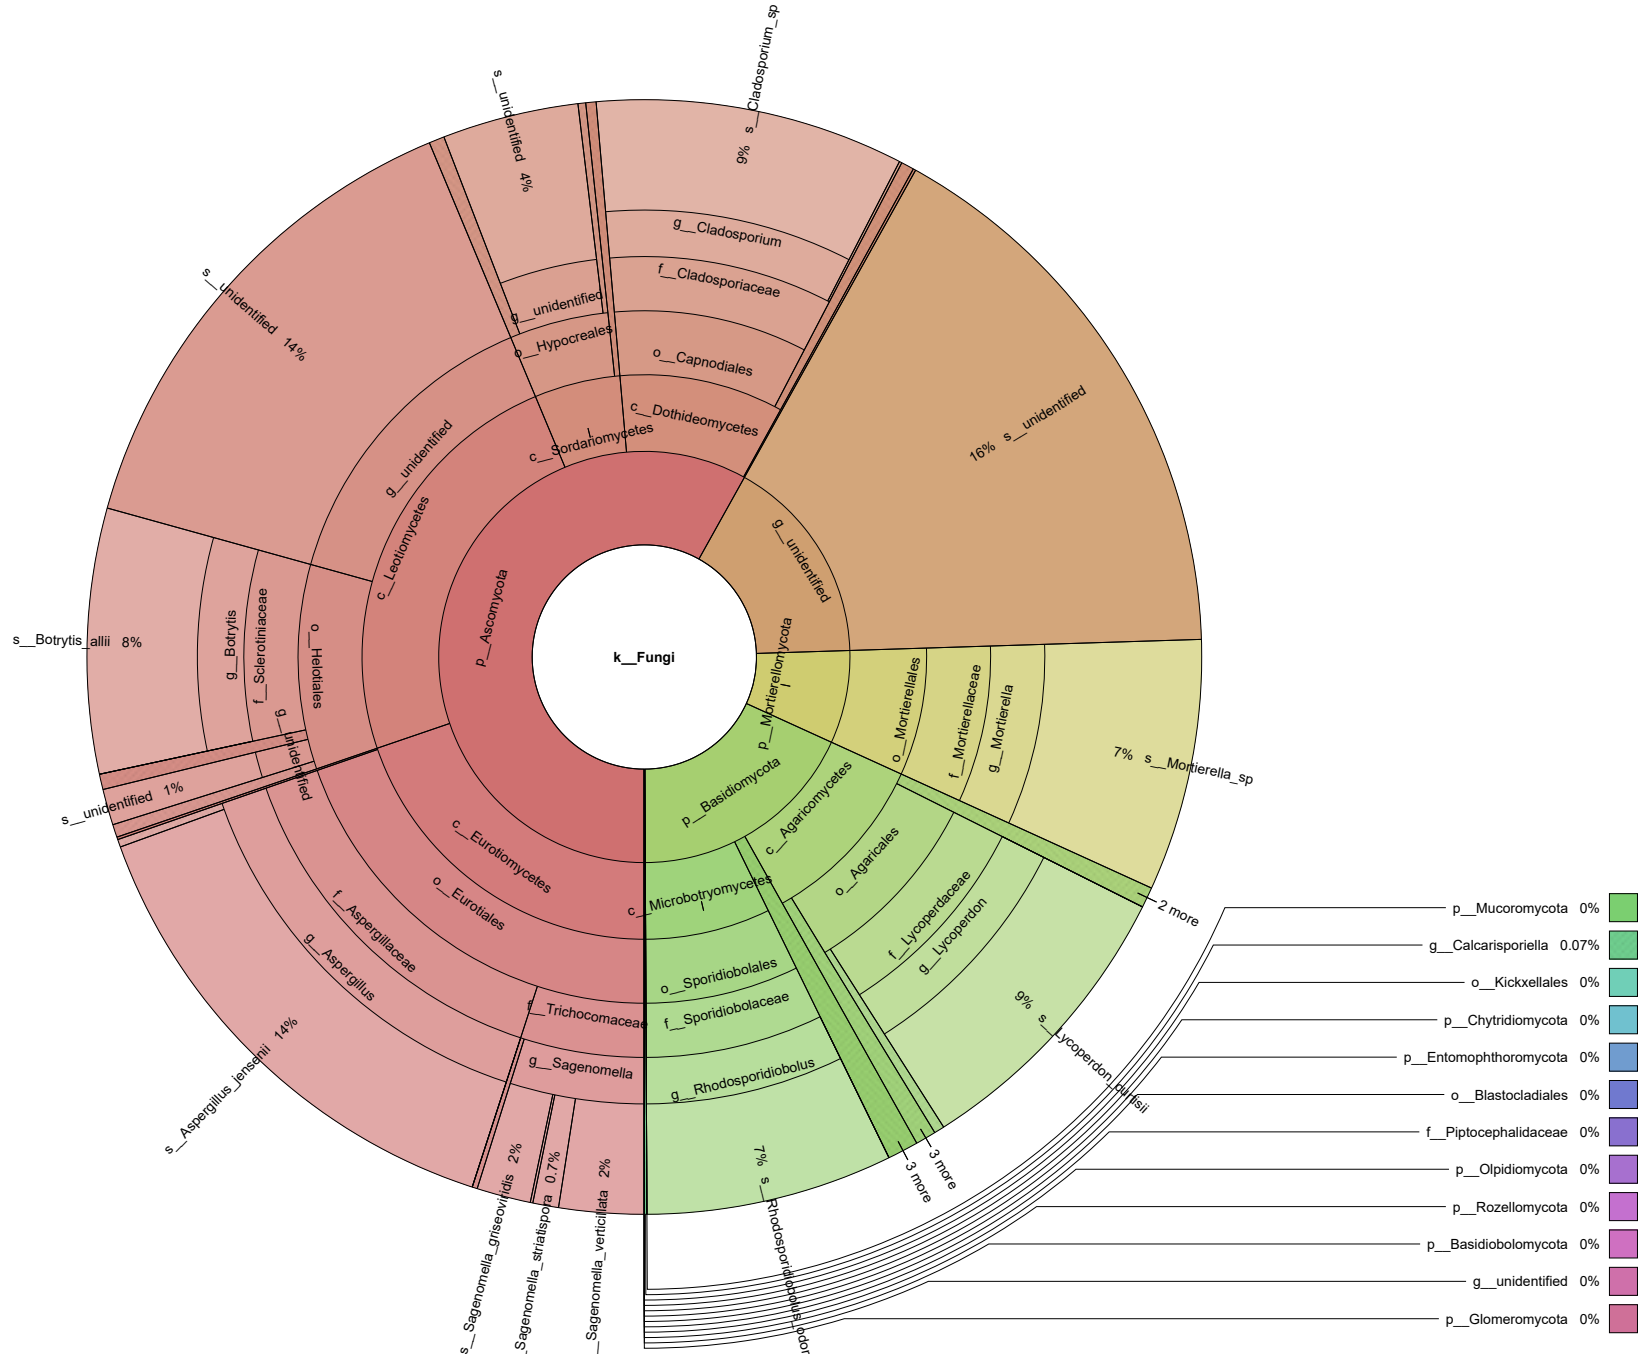 k__Fungi
p__Ascomycota
c__Leotiomycetes
g__unidentified
s__unidentified 14%
o__Helotiales
f__Sclerotiniaceae
g__Botrytis
s__Botrytis_allii 8%
g__unidentified
s__unidentified 1%
c__Sordariomycetes
o__Hypocreales
g__unidentified
s__unidentified 4%
c__Dothideomycetes
o__Capnodiales
f__Cladosporiaceae
g__Cladosporium
9% s__Cladosporium_sp
g__unidentified
16% s__unidentified
p__Mortierellomycota
o__Mortierellales
f__Mortierellaceae
g__Mortierella
7% s__Mortierella_sp
p__Basidiomycota
c__Agaricomycetes
o__Agaricales
f__Lycoperdaceae
g__Lycoperdon
9% s__Lycoperdon_curtisii
2 more
3 more
3 more
c__Microbotryomycetes
o__Sporidiobolales
f__Sporidiobolaceae
g__Rhodosporidiobolus
7% s__Rhodosporidiobolus_odor
c__Eurotiomycetes
o__Eurotiales
f__Aspergillaceae
g__Aspergillus
s__Aspergillus_jensenii 14%
f__Trichocomaceae
g__Sagenomella
s__Sagenomella_griseoviridis 2%
_Sagenomella_striatispora 0.7%
__Sagenomella_verticillata 2%
p__Mucoromycota 0%
g__Calcarisporiella 0.07%
o__Kickxellales 0%
p__Chytridiomycota 0%
p__Entomophthoromycota 0%
o__Blastocladiales 0%
f__Piptocephalidaceae 0%
p__Olpidiomycota 0%
p__Rozellomycota 0%
p__Basidiobolomycota 0%
g__unidentified 0%
p__Glomeromycota 0%